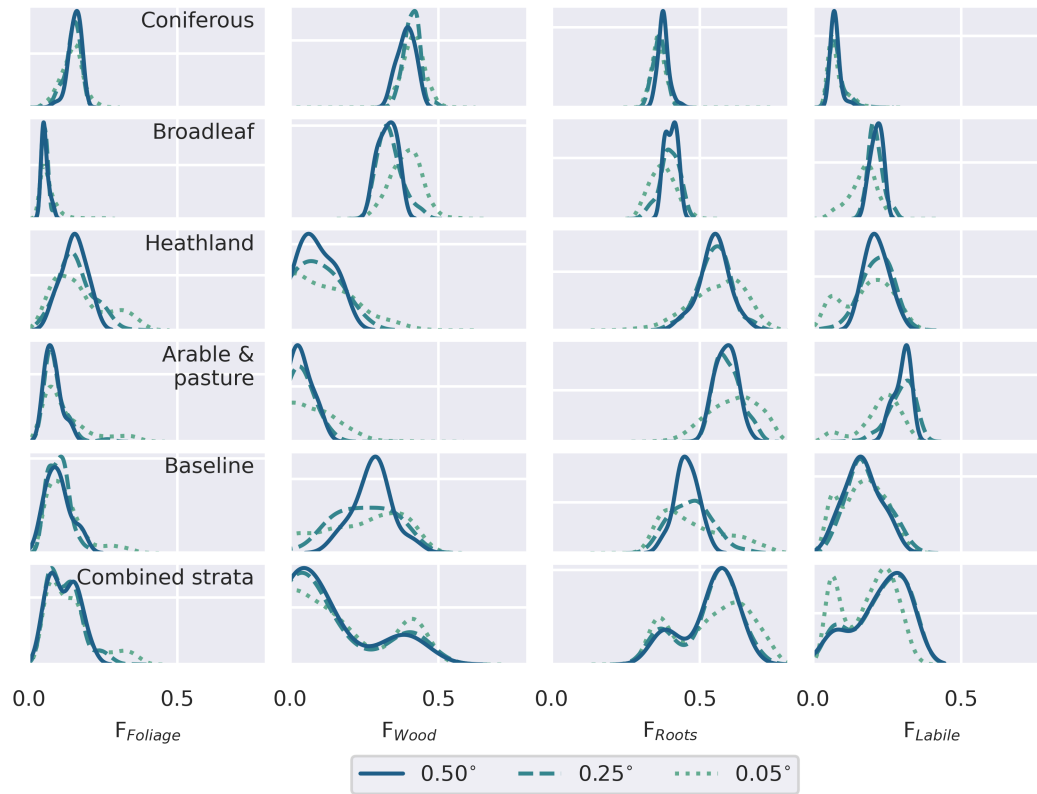 Coniferous
Broadleaf
Heathland
Arable &
pasture
Baseline
Combined strata
0.0 0.5 0.0 0.5 0.0 0.5 0.0 0.5
F_Foliage F_Wood F_Roots F_Labile
0.50° 0.25° 0.05°